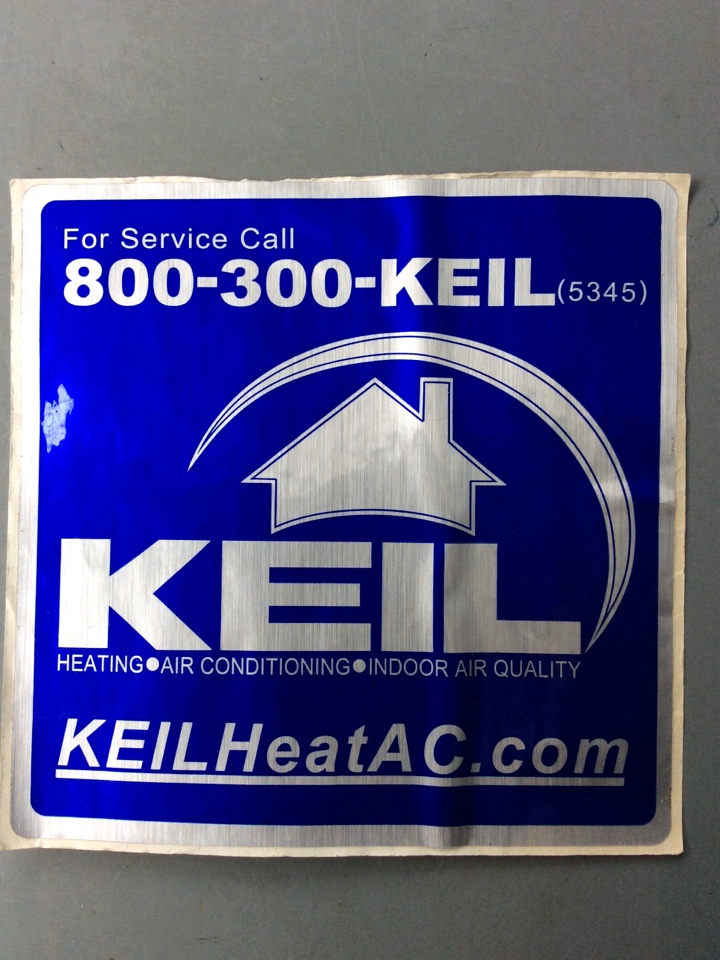 For Service Call
800-300-KEIL(5345)
KEIL
HEATING●AIR CONDITIONING●INDOOR AIR QUALITY
KEILHeatAC.com